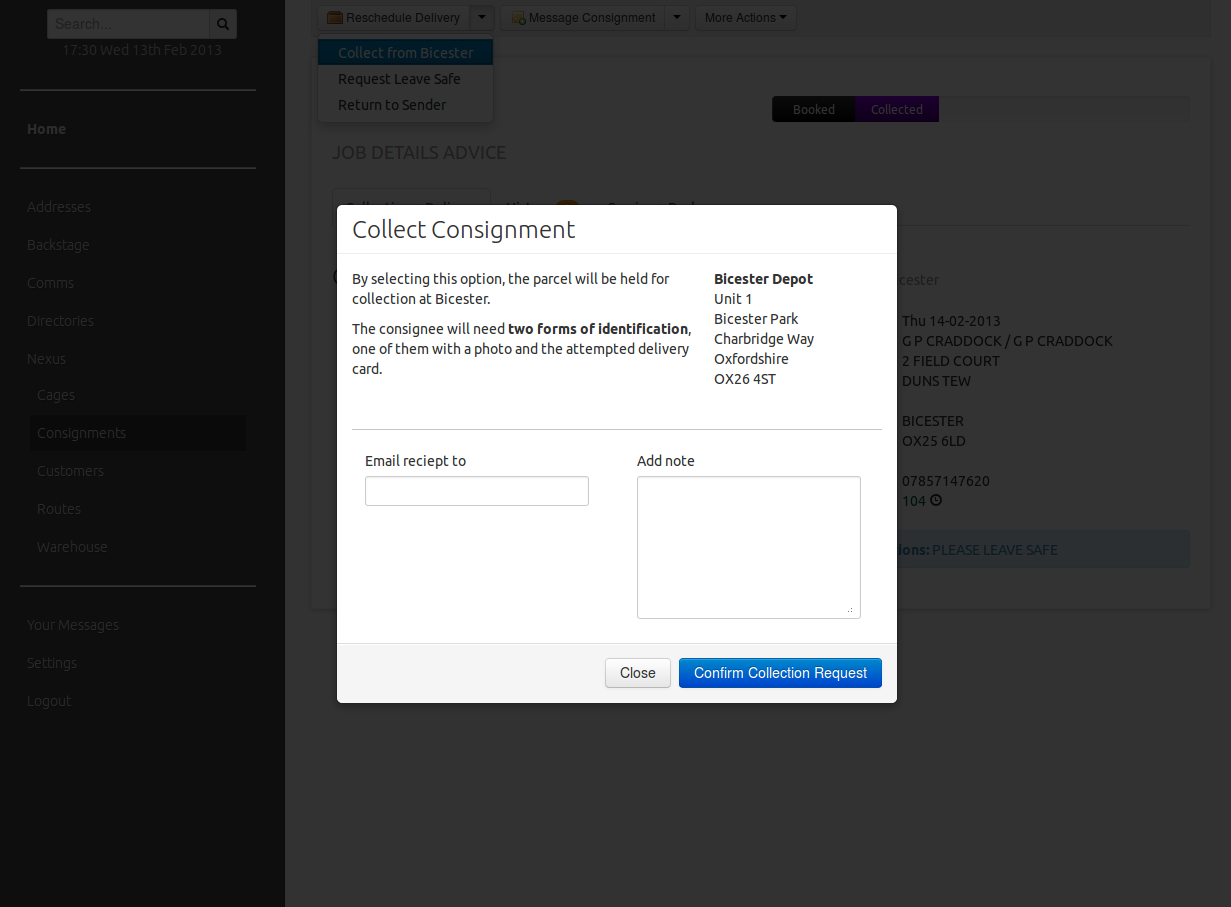 Search...
17:30 Wed 13th Feb 2013
Home
Addresses
Backstage
Comms
Directories
Nexus
Cages
Consignments
Customers
Routes
Warehouse
Your Messages
Settings
Logout
Reschedule Delivery
Message Consignment
More Actions
Collect from Bicester
Request Leave Safe
Return to Sender
Booked
Collected
JOB DETAILS ADVICE
Collect Consignment
By selecting this option, the parcel will be held for
collection at Bicester.
The consignee will need two forms of identification,
one of them with a photo and the attempted delivery
card.
Bicester Depot
Unit 1
Bicester Park
Charbridge Way
Oxfordshire
OX26 4ST
Email reciept to
Add note
Close
Confirm Collection Request
cester
Thu 14-02-2013
G P CRADDOCK / G P CRADDOCK
2 FIELD COURT
DUNS TEW
BICESTER
OX25 6LD
07857147620
104
ions: PLEASE LEAVE SAFE